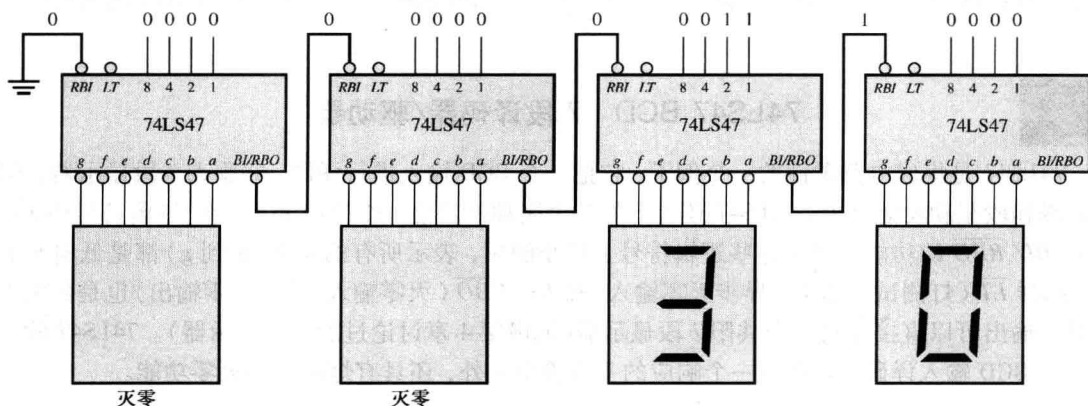 0 0 0 0 0 0 0 0 0 0 0 0 0 1 1 1 0 0 0 0
RBI LT 8 4 2 1 RBI LT 8 4 2 1 RBI LT 8 4 2 1 RBI LT 8 4 2 1
74LS47 74LS47 74LS47 74LS47
g f e d c b a BI/RBO g f e d c b a BI/RBO g f e d c b a BI/RBO g f e d c b a BI/RBO
3 0
灭零 灭零